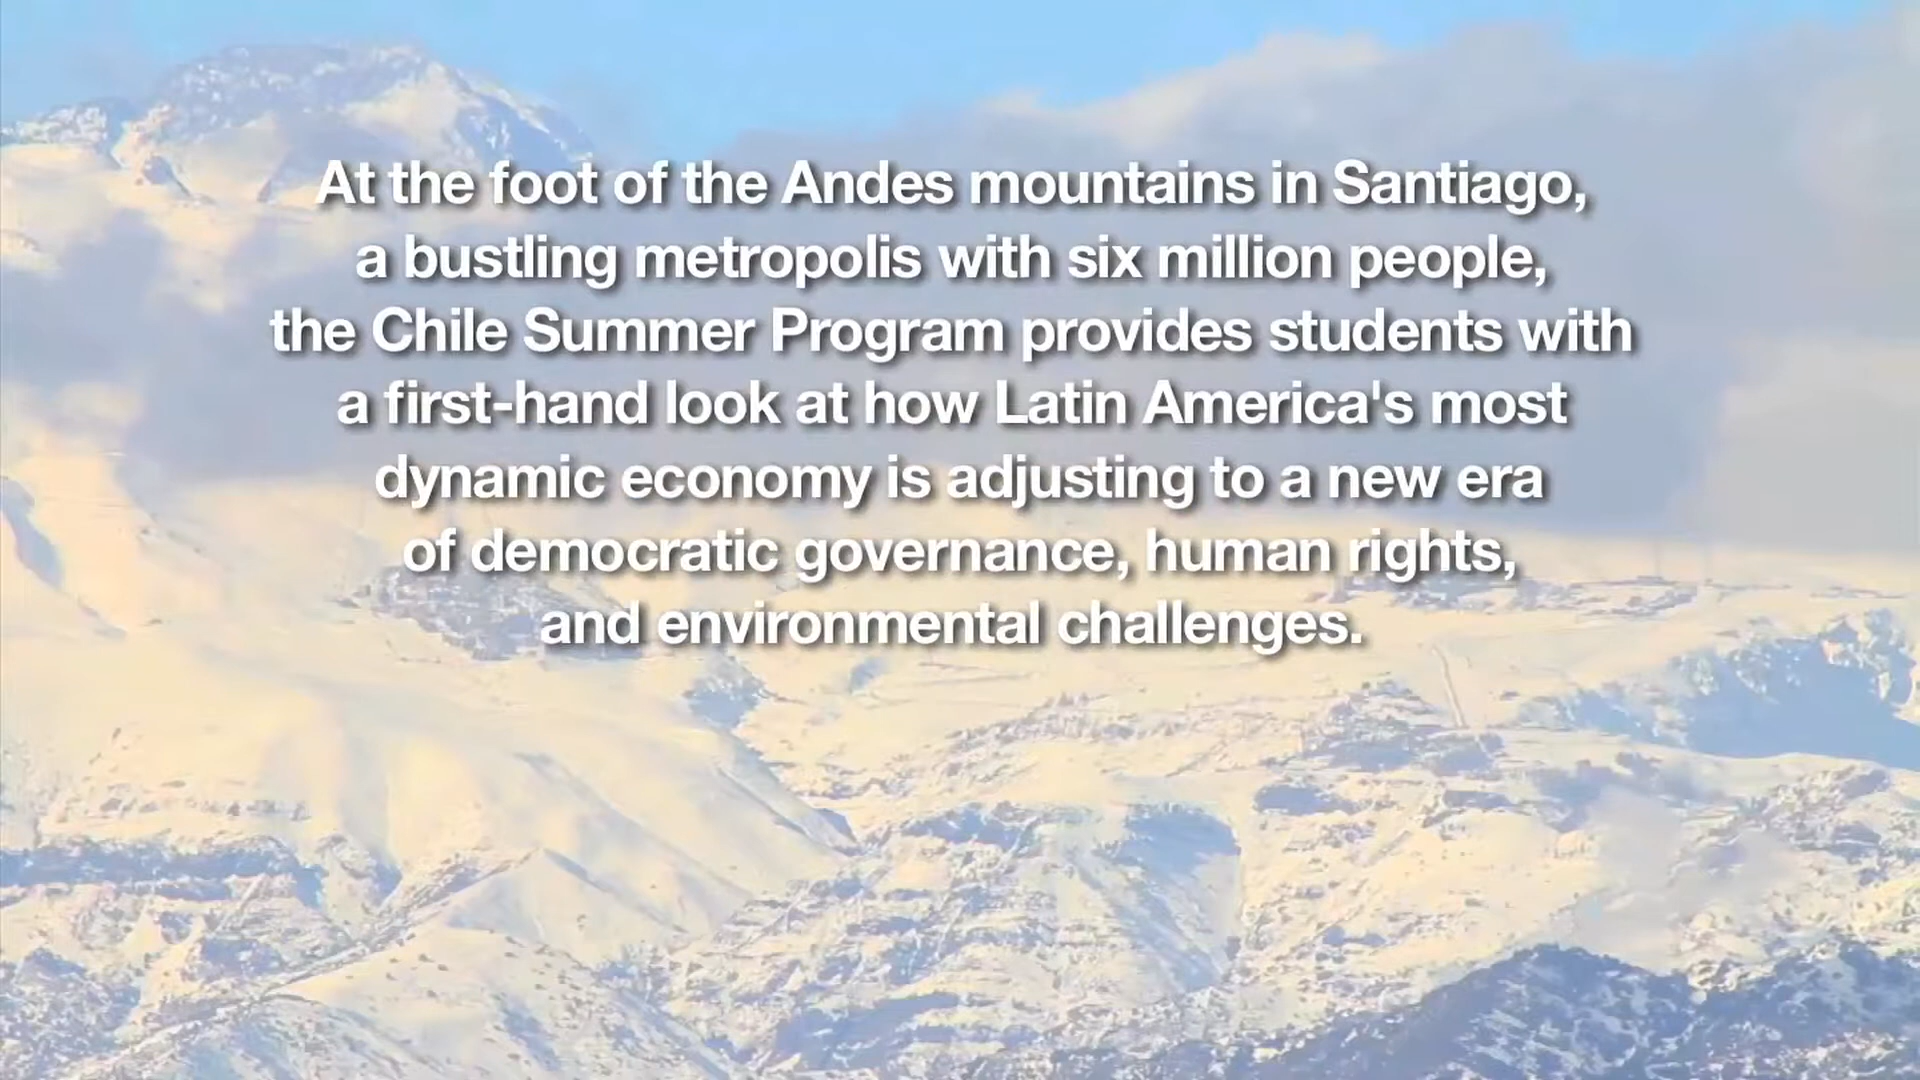 At the foot of the Andes mountains in Santiago,
a bustling metropolis with six million people,
the Chile Summer Program provides students with
a first-hand look at how Latin America's most
dynamic economy is adjusting to a new era
of democratic governance, human rights,
and environmental challenges.